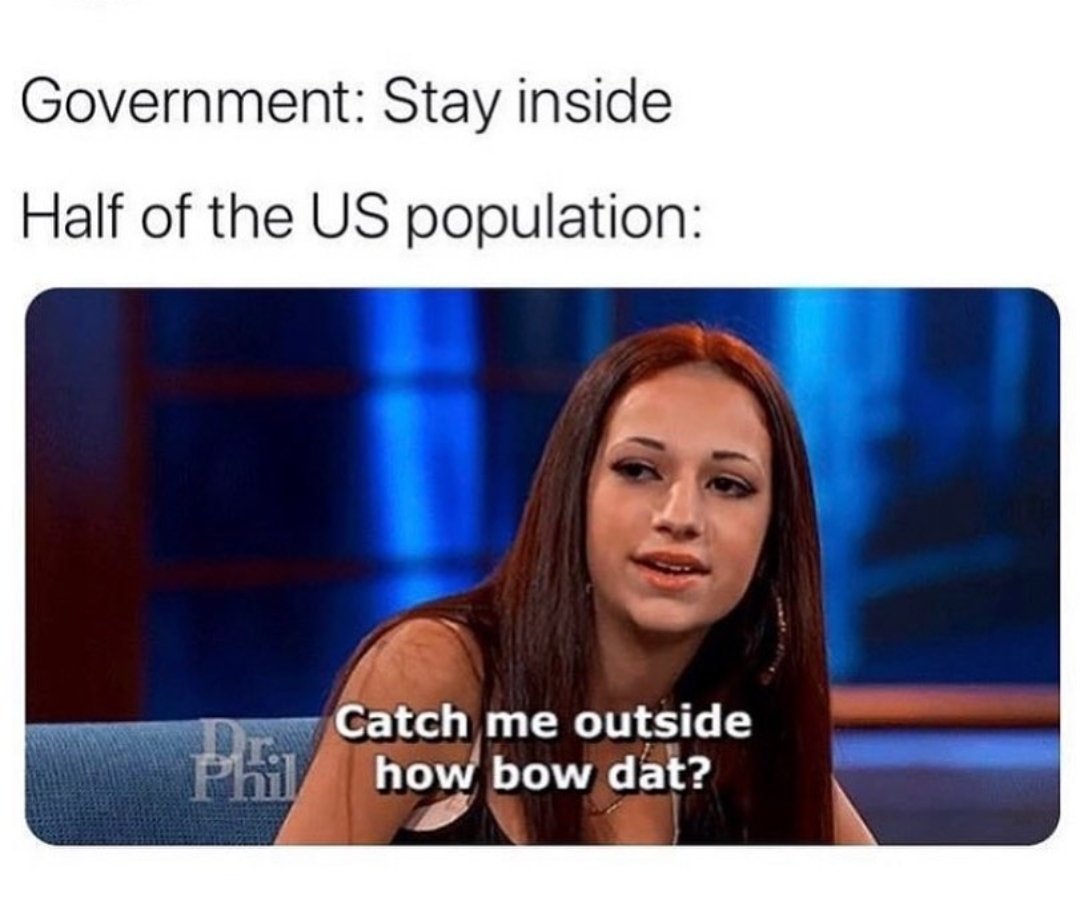 Government: Stay inside
Half of the US population:
Catch me outside
how bow dat?
Dr.
Phil